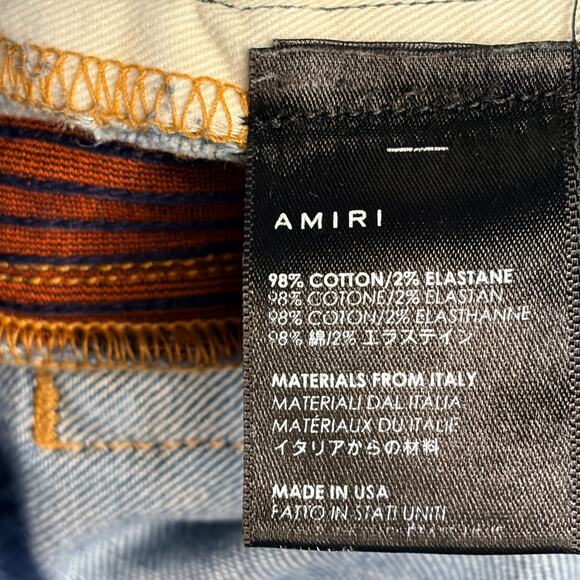 AMIRI
98% COTTON/2% ELASTANE
98% COTONE/2% ELASTAN
98% COTON/2% ELASTHANNE
98% 綿/2% エラステイン
MATERIALS FROM ITALY
MATERIALI DAL ITALIA
MATÉRIAUX DU ITALIE
イタリアからの材料
MADE IN USA
FATTO IN STATI UNITI